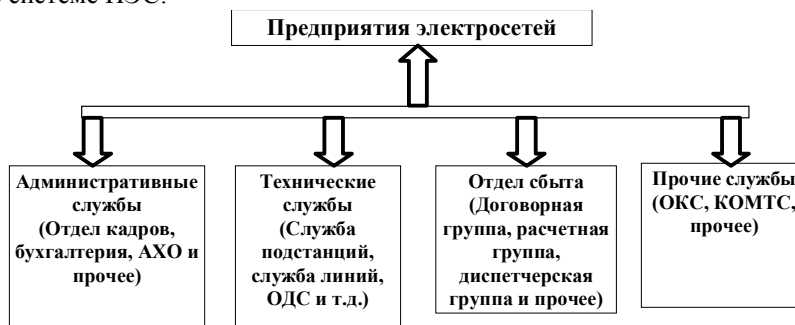 системе ПЭС.
Предприятия электросетей
Административные
службы
(Отдел кадров,
бухгалтерия, АХО и
прочее)
Технические
службы
(Служба
подстанций,
служба линий,
ОДС и т.д.)
Отдел сбыта
(Договорная
группа, расчетная
группа,
диспетчерская
группа и прочее)
Прочие службы
(ОКС, КОМТС,
прочее)